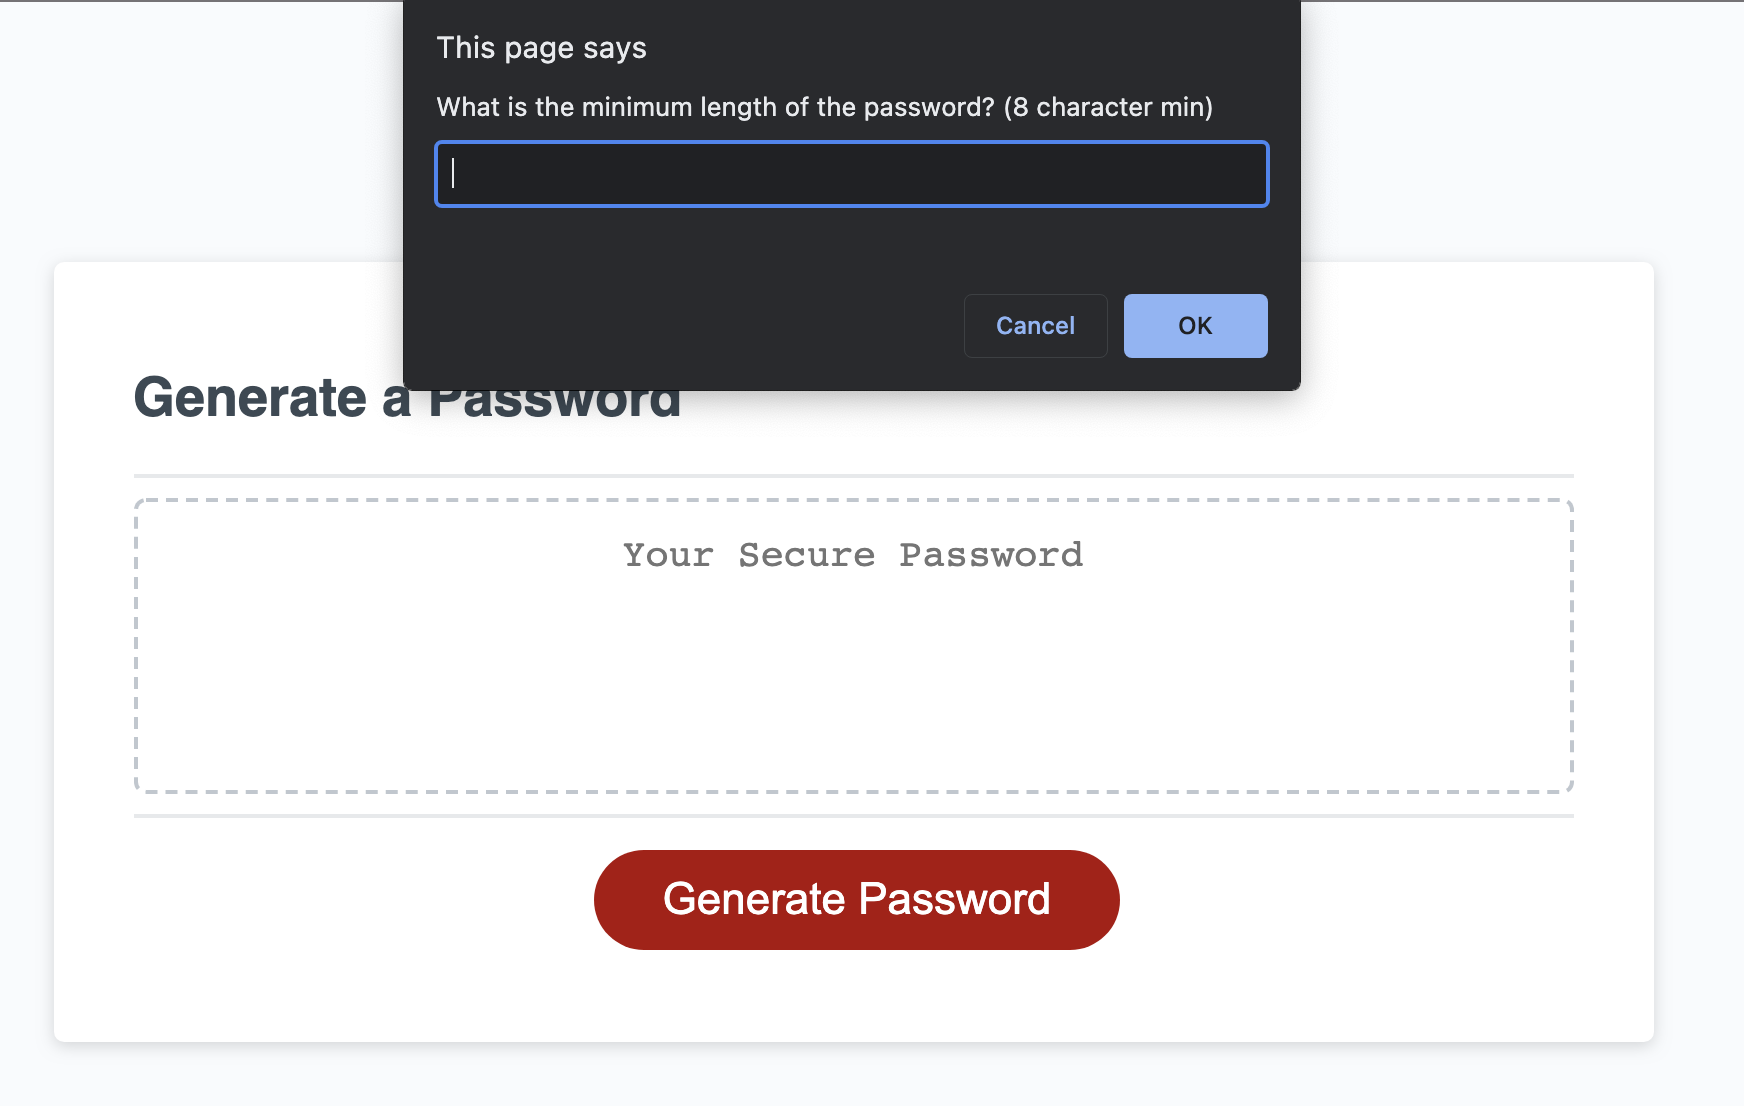 This page says
What is the minimum length of the password? (8 character min)
Cancel
OK
Generate a Password
Your Secure Password
Generate Password